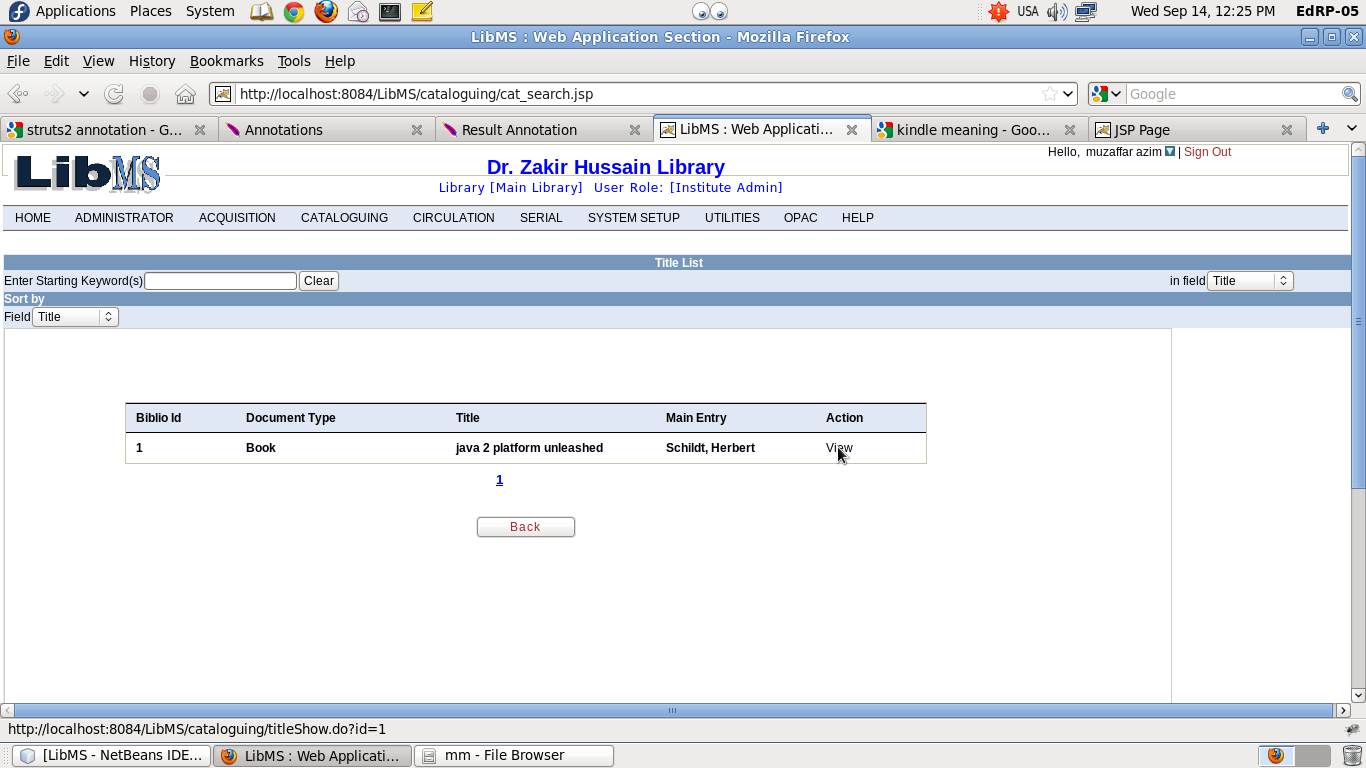 Applications Places System USA Wed Sep 14, 12:25 PM EdRP-05
LibMS : Web Application Section - Mozilla Firefox
File Edit View History Bookmarks Tools Help
http://localhost:8084/LibMS/cataloguing/cat_search.jsp Google
struts2 annotation - G... Annotations Result Annotation LibMS : Web Applicati... kindle meaning - Goo... JSP Page
Hello, muzaffar azim | Sign Out
LibMS
Dr. Zakir Hussain Library
Library [Main Library] User Role: [Institute Admin]
HOME ADMINISTRATOR ACQUISITION CATALOGUING CIRCULATION SERIAL SYSTEM SETUP UTILITIES OPAC HELP
Title List
Enter Starting Keyword(s) Clear in field Title
Sort by
Field Title
Biblio Id Document Type Title Main Entry Action
1 Book java 2 platform unleashed Schildt, Herbert View
1
Back
http://localhost:8084/LibMS/cataloguing/titleShow.do?id=1
[LibMS - NetBeans IDE... LibMS : Web Applicati... mm - File Browser